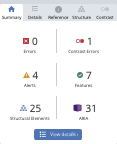 Summary Details Reference Structure Contrast
0 1
Errors Contrast Errors
4 7
Alerts Features
25 31
Structural Elements ARIA
View details